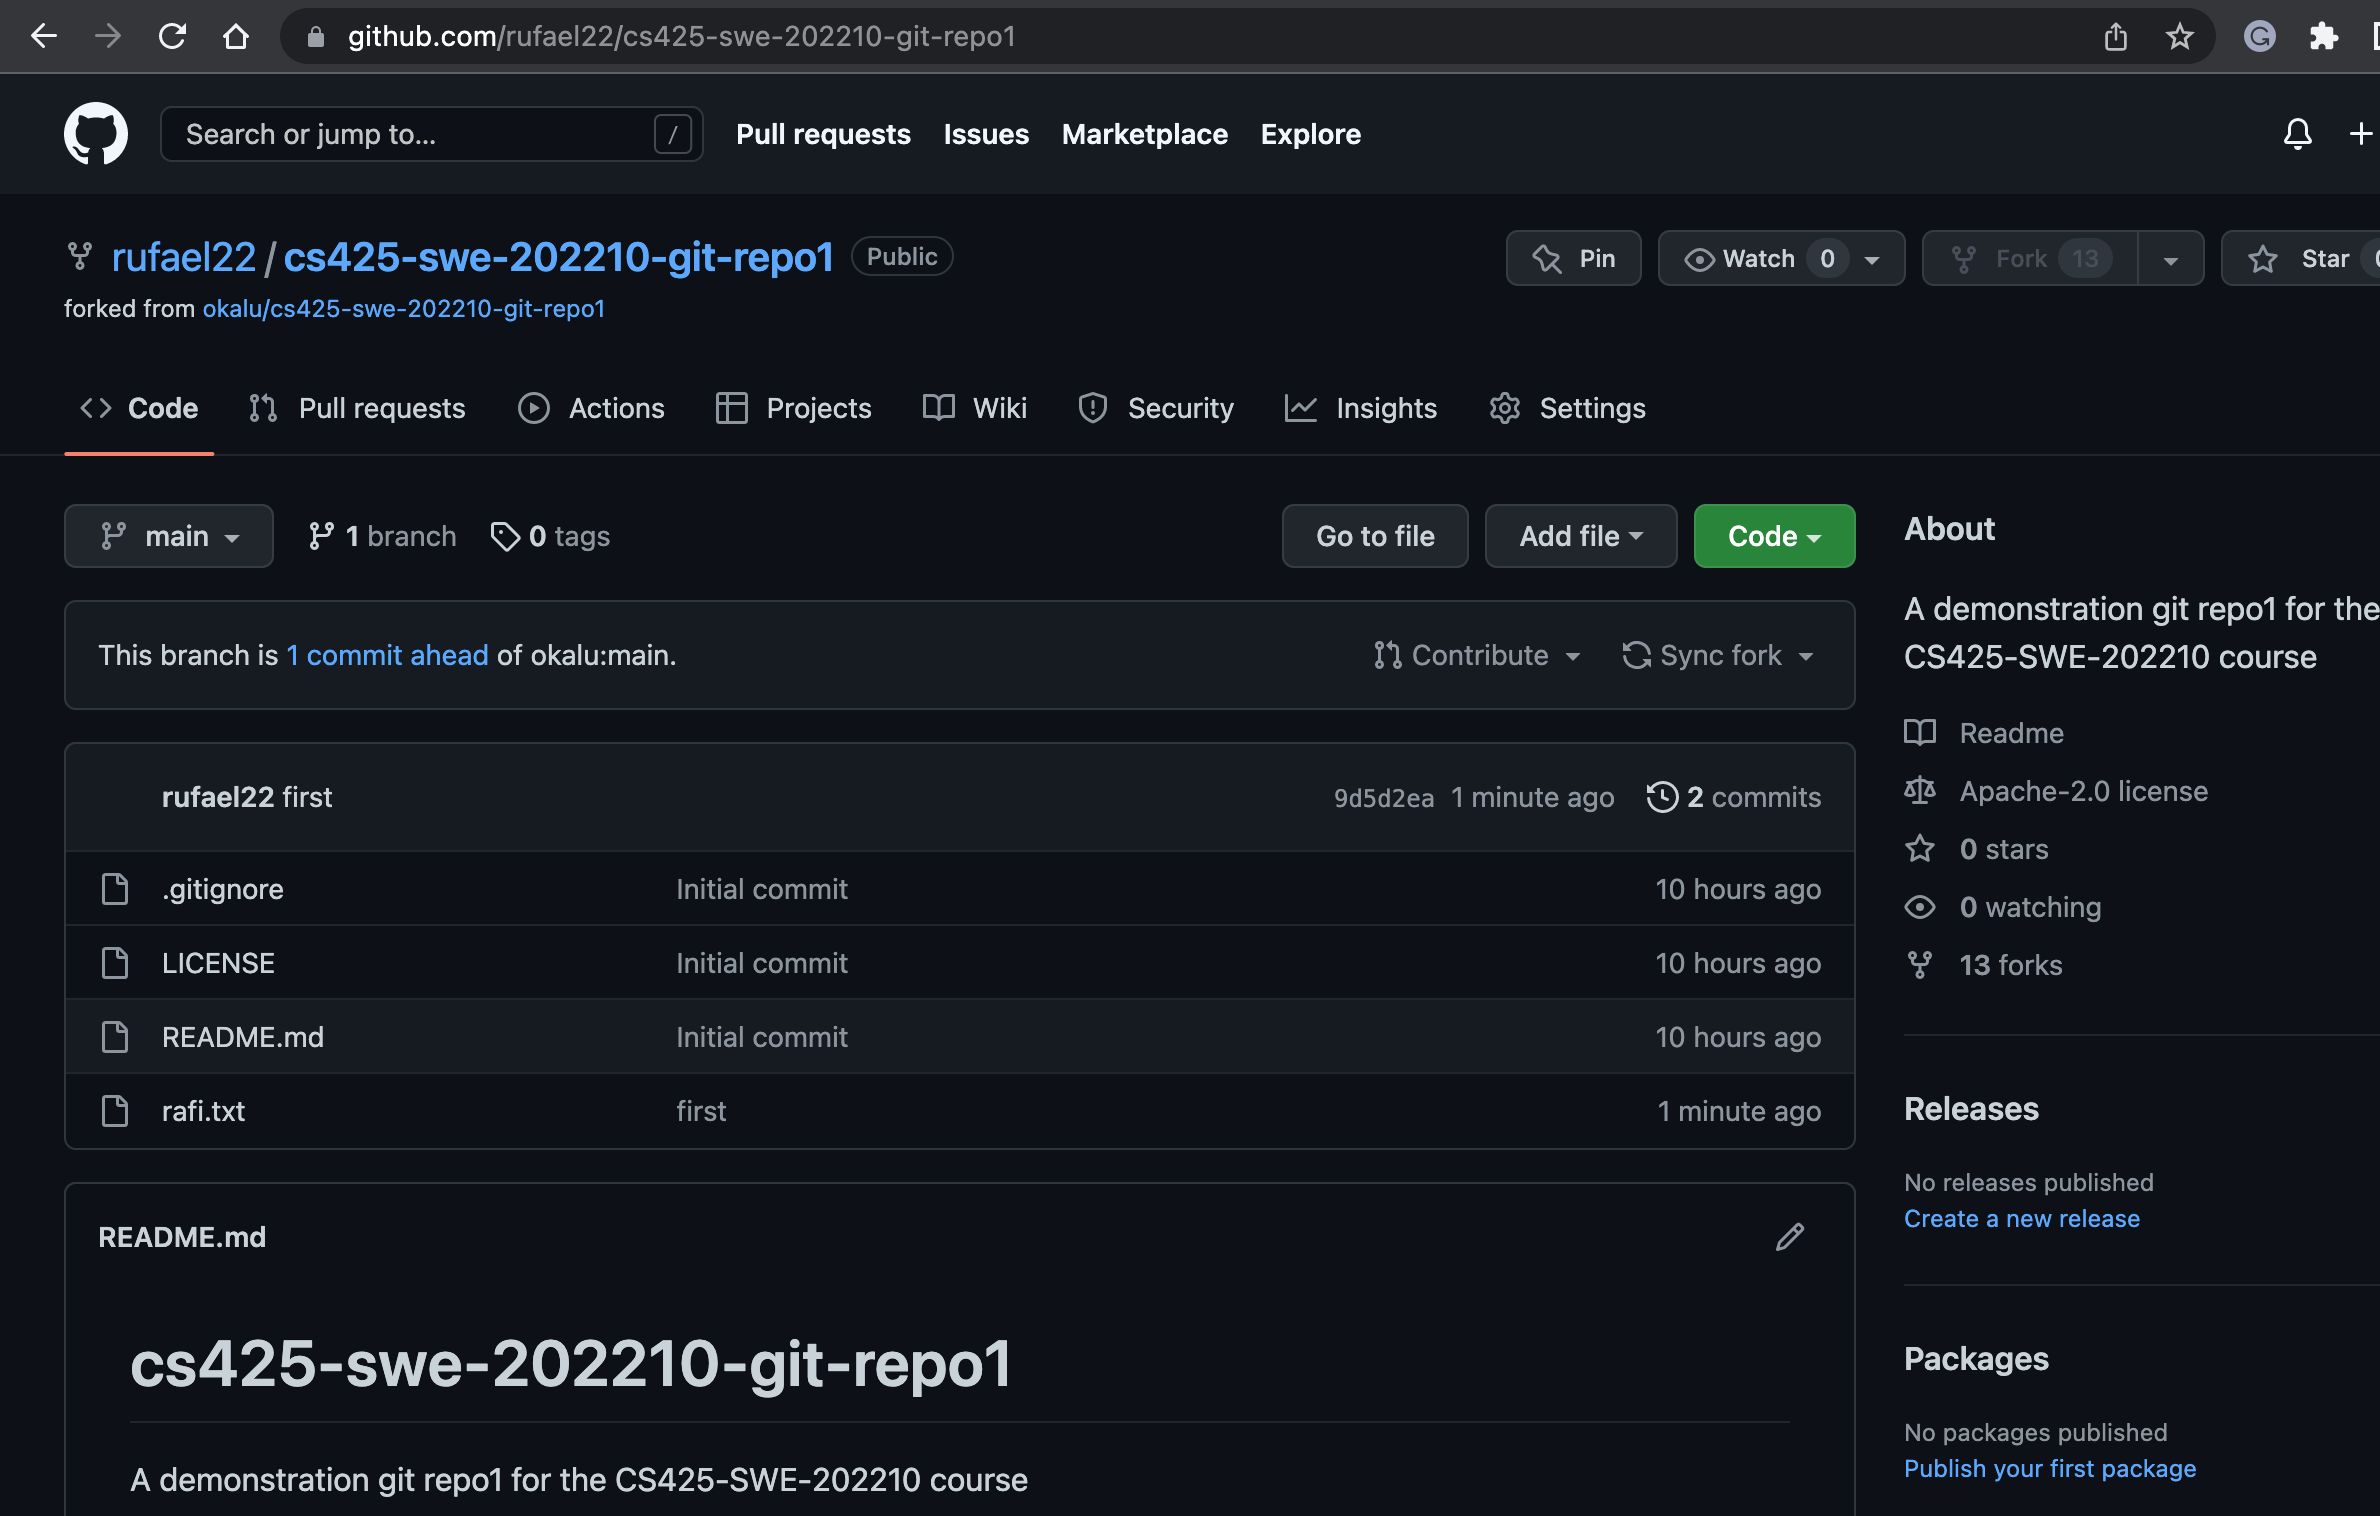 github.com/rufael22/cs425-swe-202210-git-repo1
Search or jump to... /
Pull requests Issues Marketplace Explore
rufael22 / cs425-swe-202210-git-repo1 Public
Pin Watch 0 Fork 13 Star
forked from okalu/cs425-swe-202210-git-repo1
Code Pull requests Actions Projects Wiki Security Insights Settings
main 1 branch 0 tags Go to file Add file Code
This branch is 1 commit ahead of okalu:main. Contribute Sync fork
rufael22 first 9d5d2ea 1 minute ago 2 commits
.gitignore Initial commit 10 hours ago
LICENSE Initial commit 10 hours ago
README.md Initial commit 10 hours ago
rafi.txt first 1 minute ago
README.md
cs425-swe-202210-git-repo1
A demonstration git repo1 for the CS425-SWE-202210 course
About
A demonstration git repo1 for the
CS425-SWE-202210 course
Readme
Apache-2.0 license
0 stars
0 watching
13 forks
Releases
No releases published
Create a new release
Packages
No packages published
Publish your first package